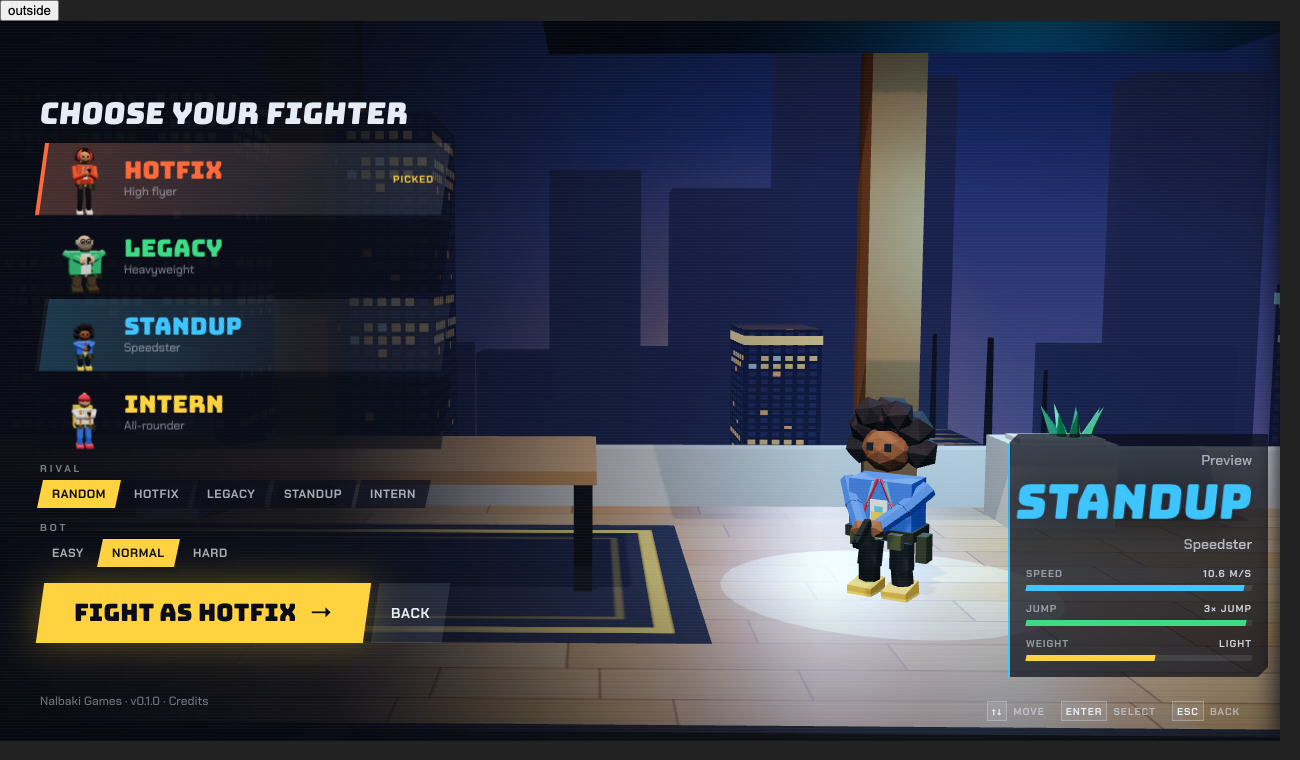 outside
CHOOSE YOUR FIGHTER
HOTFIX
High flyer
PICKED
LEGACY
Heavyweight
STANDUP
Speedster
INTERN
All-rounder
RIVAL
RANDOM HOTFIX LEGACY STANDUP INTERN
BOT
EASY NORMAL HARD
FIGHT AS HOTFIX → BACK
Nalbaki Games · v0.1.0 · Credits
Preview
STANDUP
Speedster
SPEED 10.6 M/S
JUMP 3× JUMP
WEIGHT LIGHT
↑↓ MOVE ENTER SELECT ESC BACK